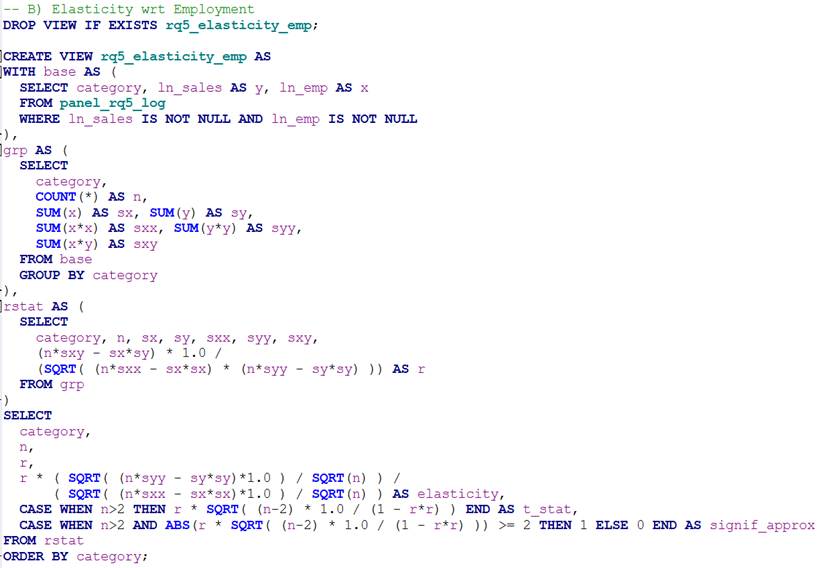 -- B) Elasticity wrt Employment
DROP VIEW IF EXISTS rq5_elasticity_emp;
CREATE VIEW rq5_elasticity_emp AS
WITH base AS (
  SELECT category, ln_sales AS y, ln_emp AS x
  FROM panel_rq5_log
  WHERE ln_sales IS NOT NULL AND ln_emp IS NOT NULL
),
grp AS (
  SELECT
    category,
    COUNT(*) AS n,
    SUM(x) AS sx, SUM(y) AS sy,
    SUM(x*x) AS sxx, SUM(y*y) AS syy,
    SUM(x*y) AS sxy
  FROM base
  GROUP BY category
),
rstat AS (
  SELECT
    category, n, sx, sy, sxx, syy, sxy,
    (n*sxy - sx*sy) * 1.0 /
    (SQRT( (n*sxx - sx*sx) * (n*syy - sy*sy) )) AS r
  FROM grp
)
SELECT
  category,
  n,
  r,
  r * ( SQRT( (n*syy - sy*sy)*1.0 ) / SQRT(n) ) /
      ( SQRT( (n*sxx - sx*sx)*1.0 ) / SQRT(n) ) AS elasticity,
  CASE WHEN n>2 THEN r * SQRT( (n-2) * 1.0 / (1 - r*r) ) END AS t_stat,
  CASE WHEN n>2 AND ABS(r * SQRT( (n-2) * 1.0 / (1 - r*r) )) >= 2 THEN 1 ELSE 0 END AS signif_approx
FROM rstat
ORDER BY category;